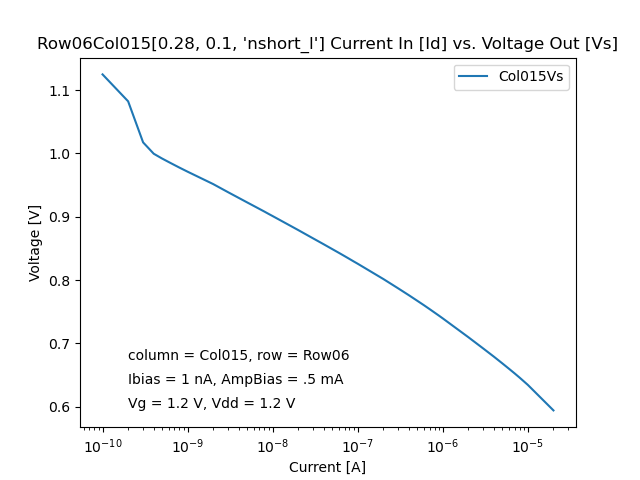 Row06Col015[0.28, 0.1, 'nshort_l'] Current In [Id] vs. Voltage Out [Vs]
Col015Vs
1.1
1.0
0.9
0.8
0.7
0.6
Voltage [V]
column = Col015, row = Row06
Ibias = 1 nA, AmpBias = .5 mA
Vg = 1.2 V, Vdd = 1.2 V
10⁻¹⁰ 10⁻⁹ 10⁻⁸ 10⁻⁷ 10⁻⁶ 10⁻⁵
Current [A]